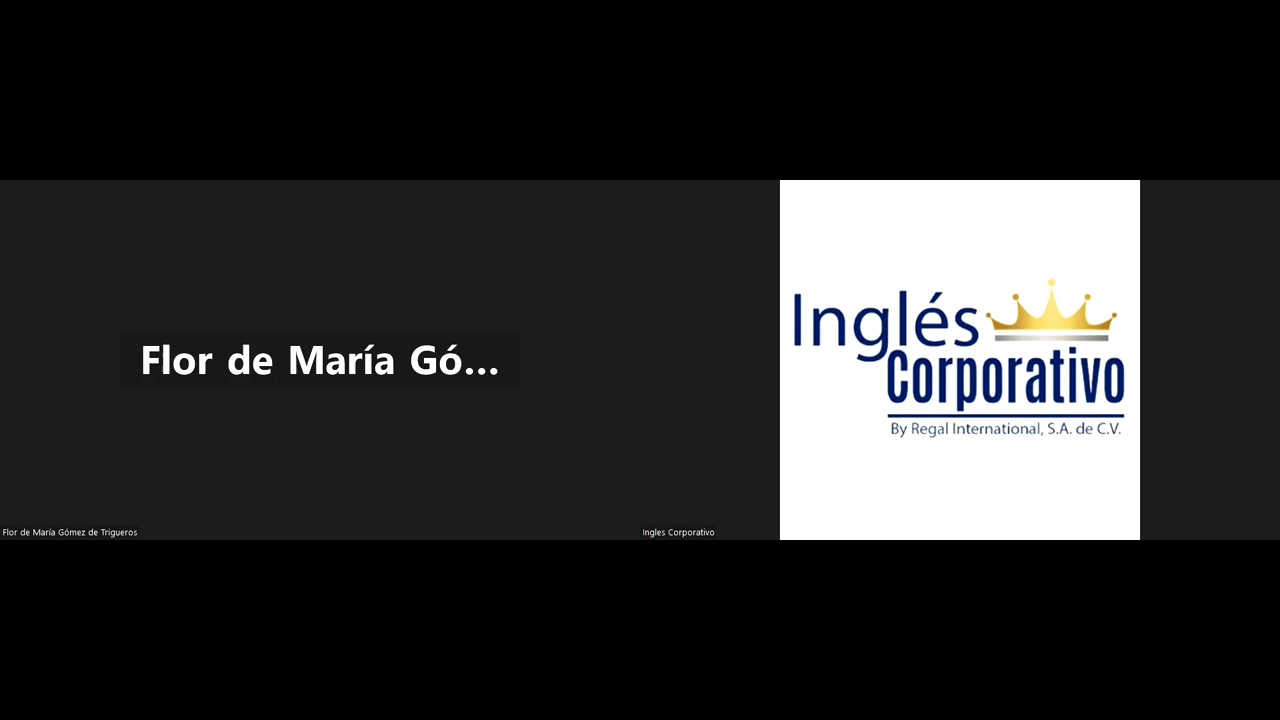 Flor de María Gó...
Flor de María Gómez de Trigueros
Inglés
Corporativo
By Regal International, S.A. de C.V.
Ingles Corporativo